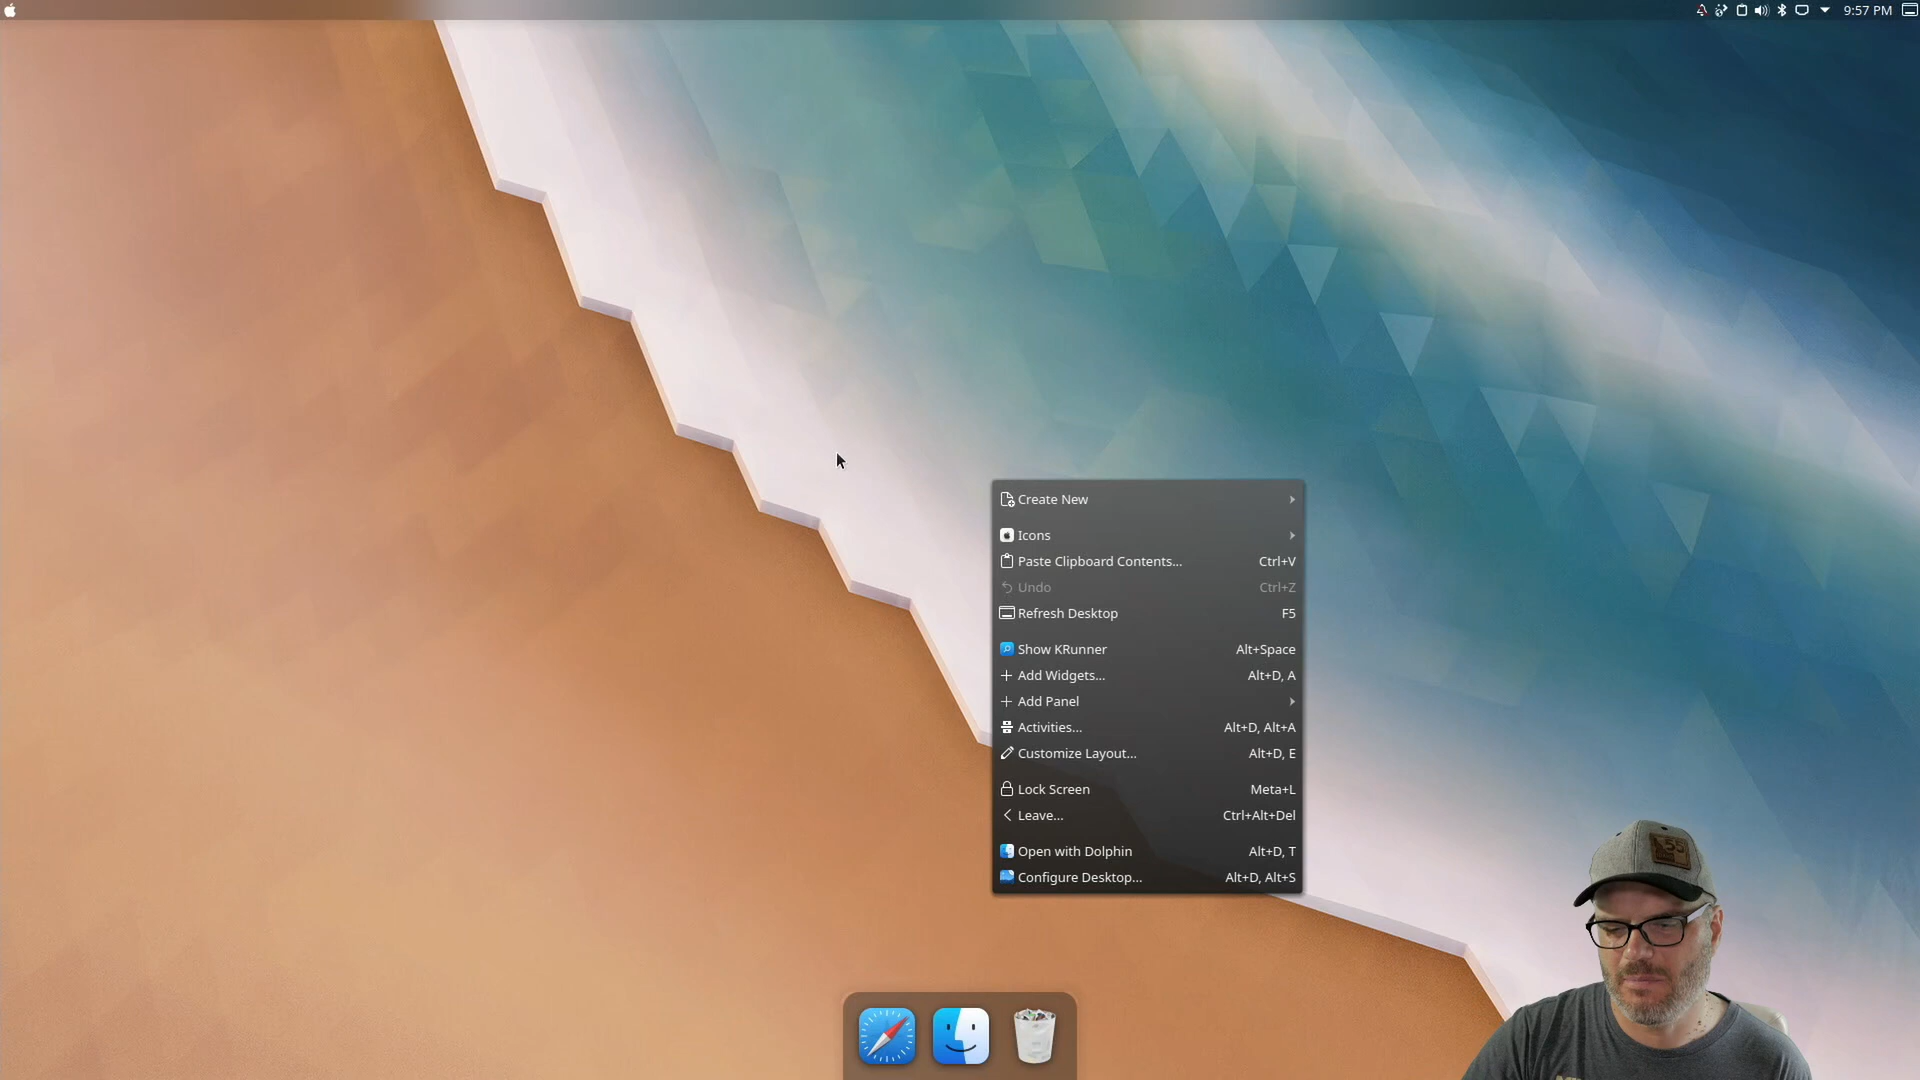 9:57 PM
Create New
Icons
Paste Clipboard Contents... Ctrl+V
Undo Ctrl+Z
Refresh Desktop F5
Show KRunner Alt+Space
Add Widgets... Alt+D, A
Add Panel
Activities... Alt+D, Alt+A
Customize Layout... Alt+D, E
Lock Screen Meta+L
Leave... Ctrl+Alt+Del
Open with Dolphin Alt+D, T
Configure Desktop... Alt+D, Alt+S